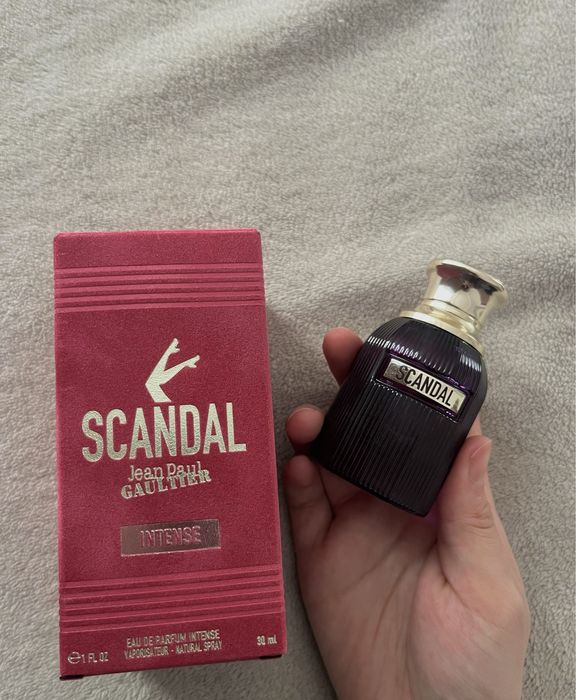 SCANDAL
Jean Paul
GAULTIER
INTENSE
EAU DE PARFUM INTENSE
VAPORISATEUR - NATURAL SPRAY
℮ 1 FL OZ
30 ml
SCANDAL